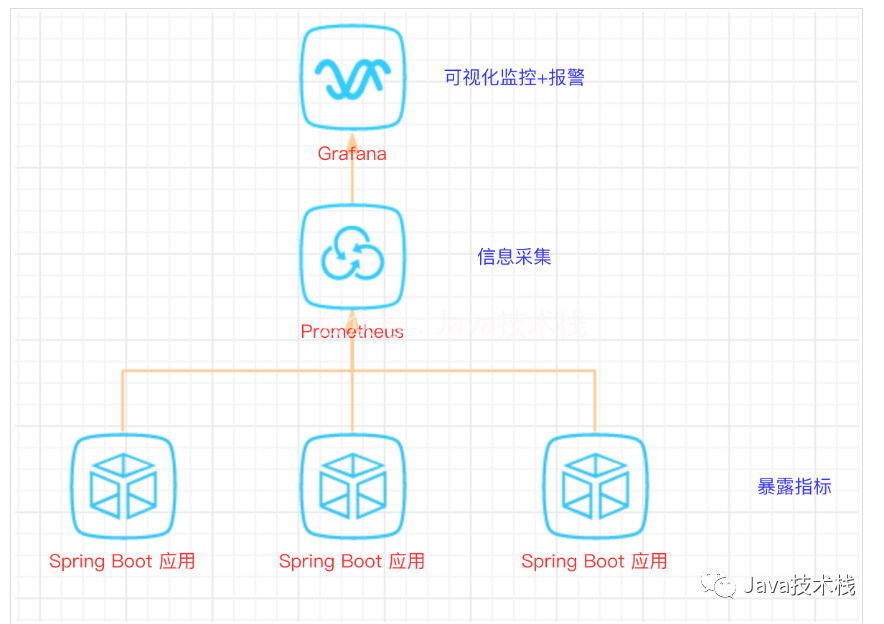 可视化监控+报警
Grafana
信息采集
Prometheus
暴露指标
Spring Boot 应用
Spring Boot 应用
Spring Boot 应用
Java技术栈
Java技术栈